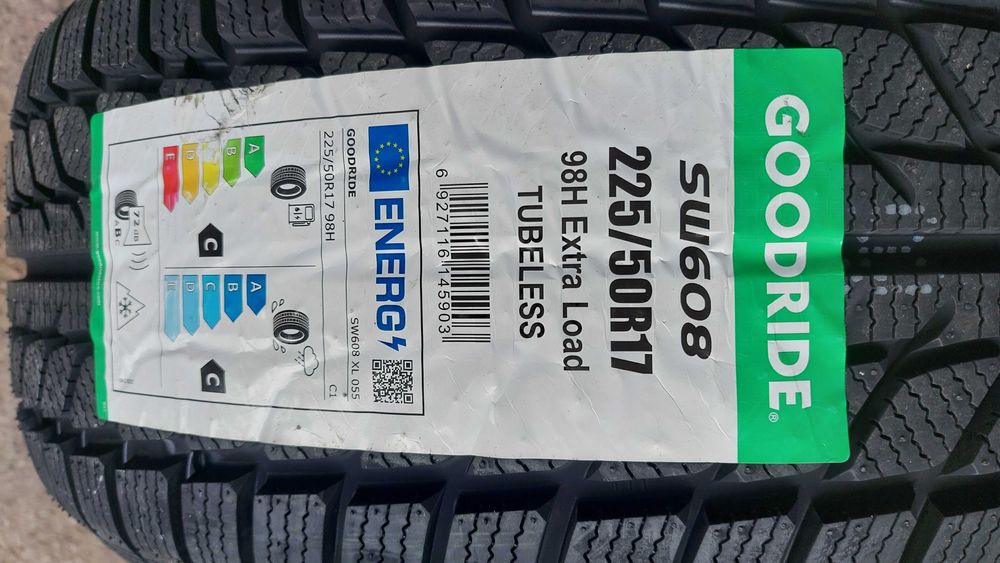 GOODRIDE®
SW608
225/50R17
98H Extra Load
TUBELESS
6 927116 145903
ENERG
GOODRIDE
SW608 XL 055
225/50R17 98H
C1
A
B
C
D
E
C
A
B
C
D
E
C
72 dB
ABC